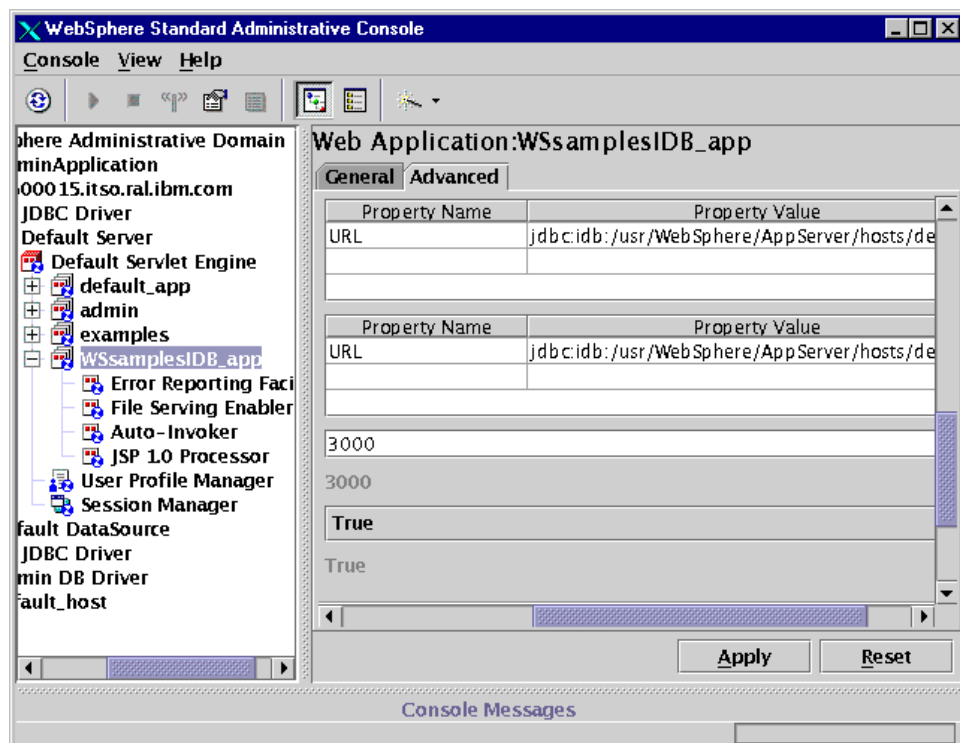 WebSphere Standard Administrative Console
Console View Help
phere Administrative Domain
minApplication
00015.itso.ral.ibm.com
JDBC Driver
Default Server
Default Servlet Engine
default_app
admin
examples
WSsamplesIDB_app
Error Reporting Faci
File Serving Enabler
Auto-Invoker
JSP 1.0 Processor
User Profile Manager
Session Manager
fault DataSource
JDBC Driver
min DB Driver
fault_host
Web Application:WSsamplesIDB_app
General Advanced
Property Name Property Value
URL jdbc:idb:/usr/WebSphere/AppServer/hosts/de
Property Name Property Value
URL jdbc:idb:/usr/WebSphere/AppServer/hosts/de
3000
3000
True
True
Apply Reset
Console Messages